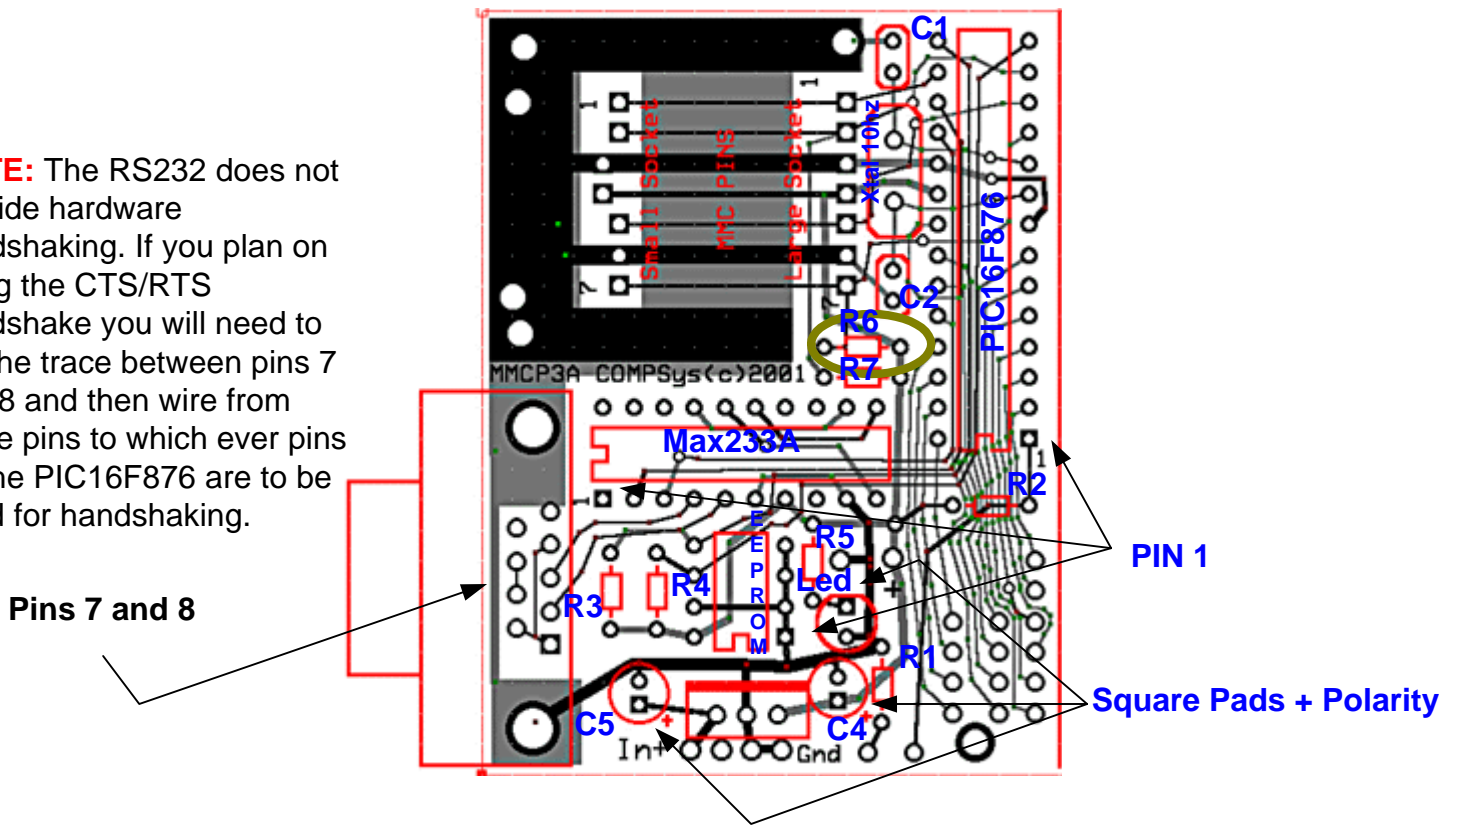 TE: The RS232 does not
ide hardware
dshaking. If you plan on
g the CTS/RTS
dshake you will need to
he trace between pins 7
8 and then wire from
e pins to which ever pins
ne PIC16F876 are to be
d for handshaking.
Pins 7 and 8
C1
1
1
Small Socket
MMC PINS
Large Socket
Xtal 10hz
PIC16F876
7
7
C2
R6
R7
MMCP3A COMPSys(c)2001
Max233A
1
1
R2
EEPROM
R5
Led
R3
R4
+
PIN 1
R1
Square Pads + Polarity
C5
+
C4
+
In+
Gnd